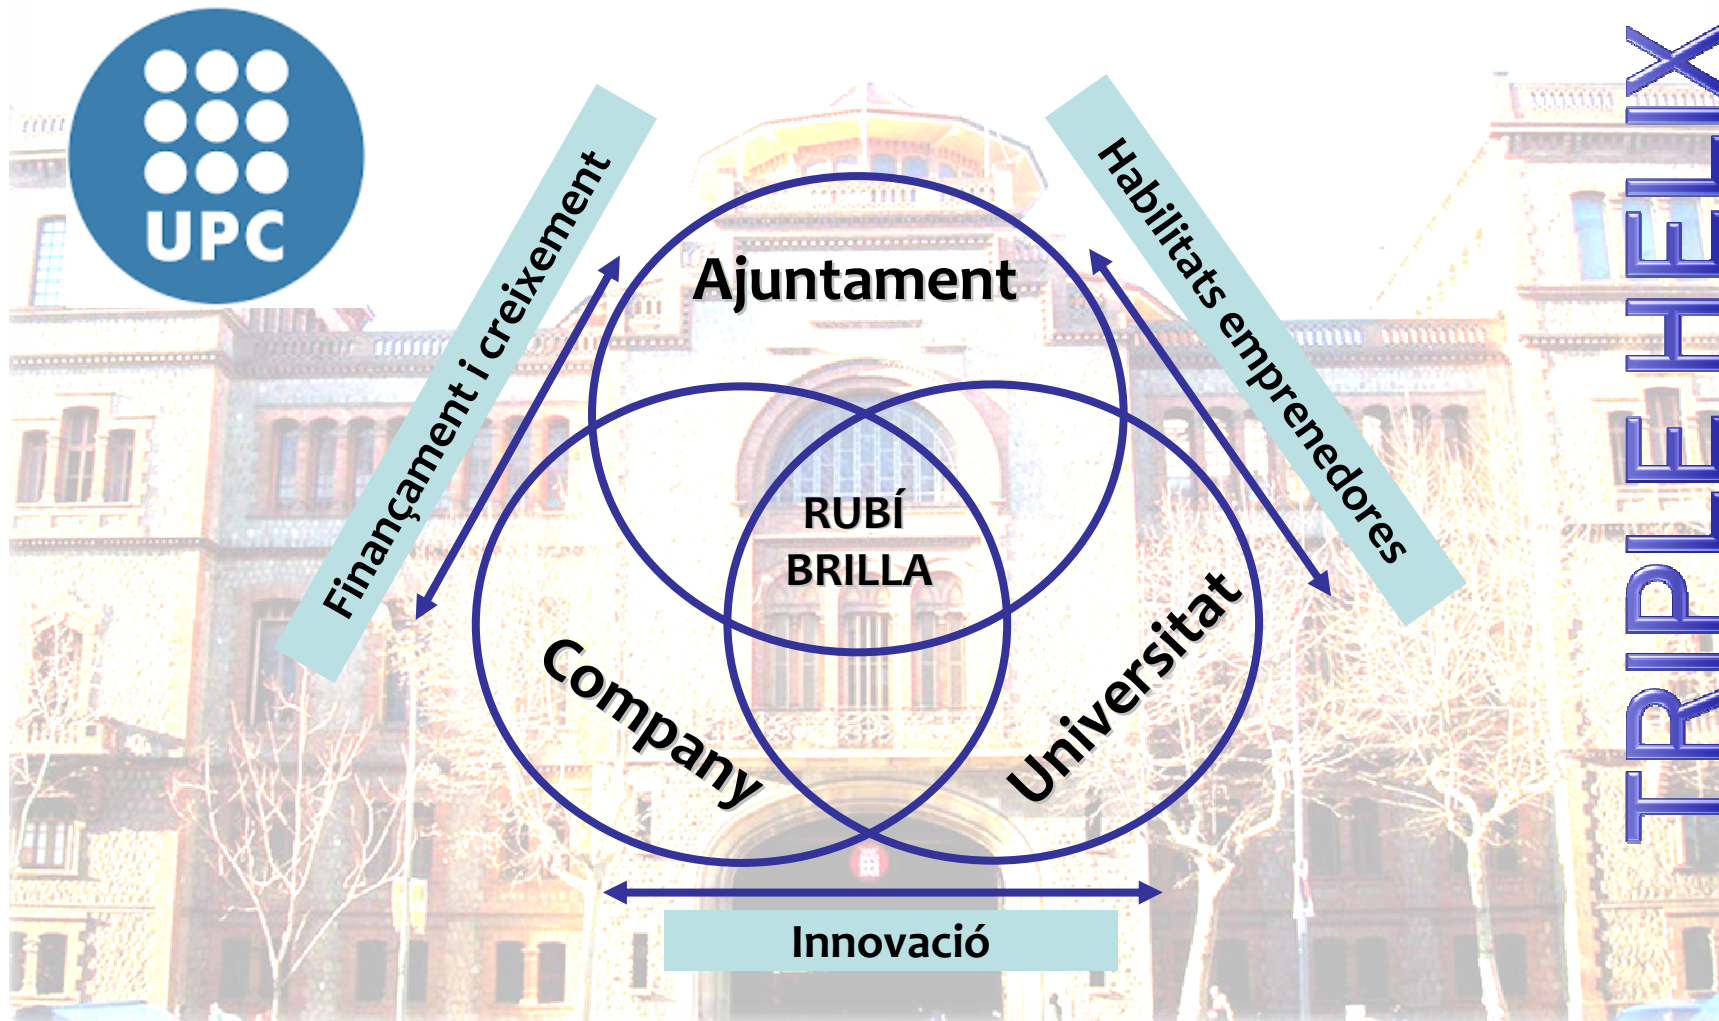 UPC
Finançament i creixement
Habilitats emprenedores
TRIPLE HELIX
Ajuntament
RUBÍ
BRILLA
Company
Universitat
Innovació